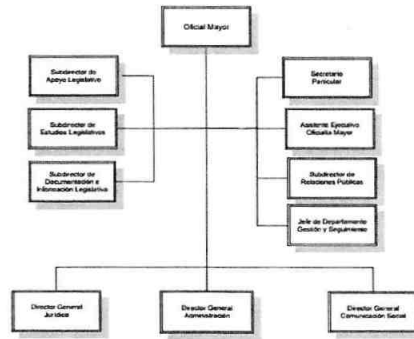 Oficial Mayor
Subdirector de
Apoyo Legislativo
Secretario
Particular
Subdirector de
Estudios Legislativos
Asistente Ejecutivo
Oficialía Mayor
Subdirector de
Documentación e
Información Legislativa
Subdirector de
Relaciones Públicas
Jefe de Departamento
Gestión y Seguimiento
Director General
Jurídica
Director General
Administración
Director General
Comunicación Social